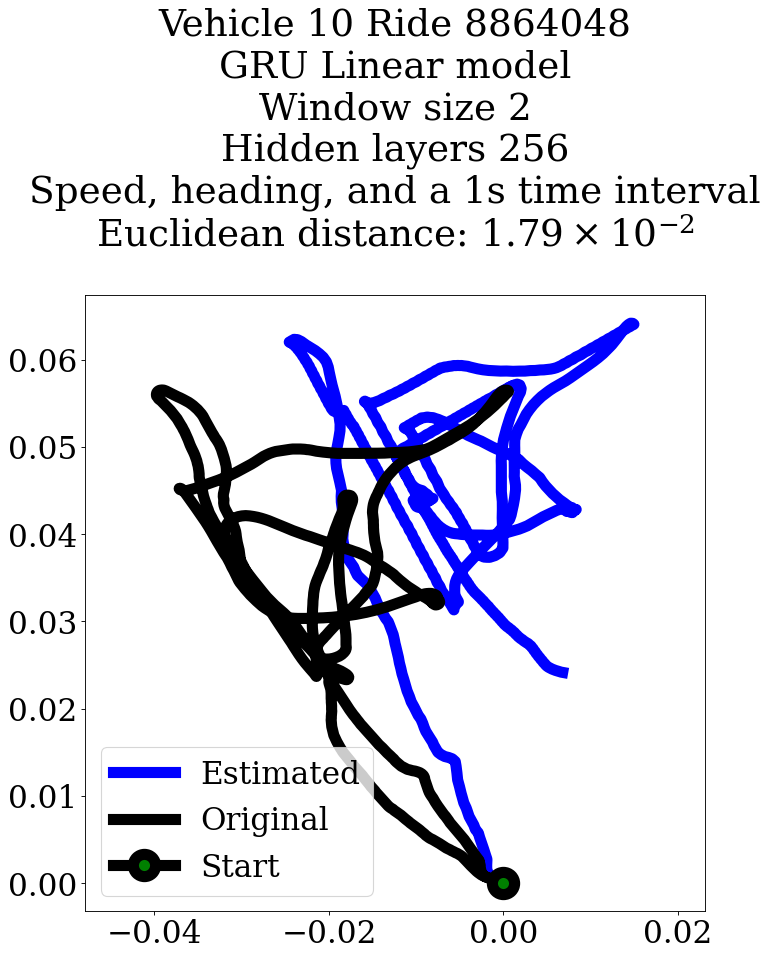 Vehicle 10 Ride 8864048
GRU Linear model
Window size 2
Hidden layers 256
Speed, heading, and a 1s time interval
Euclidean distance: 1.79 × 10⁻²
0.06
0.05
0.04
0.03
0.02
0.01
0.00
Estimated
Original
Start
−0.04 −0.02 0.00 0.02